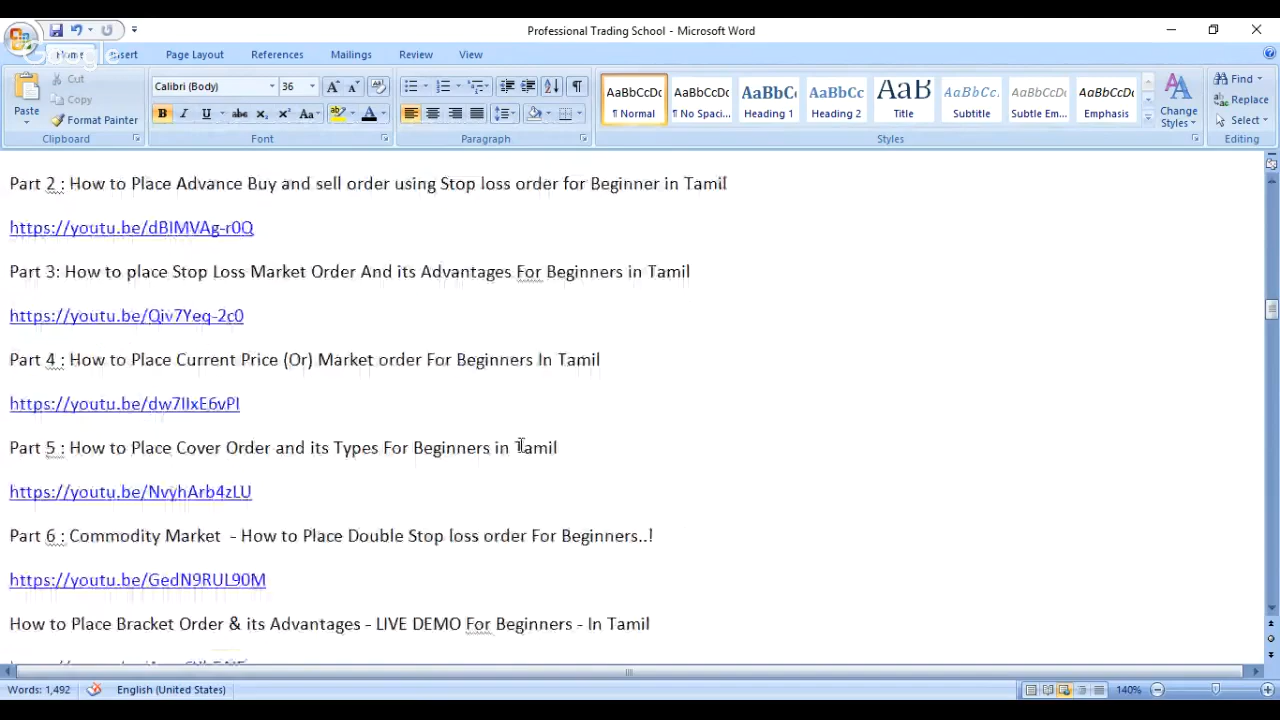 Professional Trading School - Microsoft Word
Home Insert Page Layout References Mailings Review View
Google
Paste Cut Copy Format Painter
Calibri (Body) 36
B I U abc X₂ X² Aa A
AaBbCcDc AaBbCcDc AaBbCc AaBbCc AaB AaBbCc. AaBbCcDc AaBbCcDc
¶ Normal ¶ No Spaci... Heading 1 Heading 2 Title Subtitle Subtle Em... Emphasis
Change Styles
Find Replace Select
Clipboard Font Paragraph Styles Editing
Part 2 : How to Place Advance Buy and sell order using Stop loss order for Beginner in Tamil
https://youtu.be/dBIMVAg-r0Q
Part 3: How to place Stop Loss Market Order And its Advantages For Beginners in Tamil
https://youtu.be/Qiv7Yeq-2c0
Part 4 : How to Place Current Price (Or) Market order For Beginners In Tamil
https://youtu.be/dw7IIxE6vPI
Part 5 : How to Place Cover Order and its Types For Beginners in Tamil
https://youtu.be/NvyhArb4zLU
Part 6 : Commodity Market - How to Place Double Stop loss order For Beginners..!
https://youtu.be/GedN9RUL90M
How to Place Bracket Order & its Advantages - LIVE DEMO For Beginners - In Tamil
Words: 1,492 English (United States) 140%